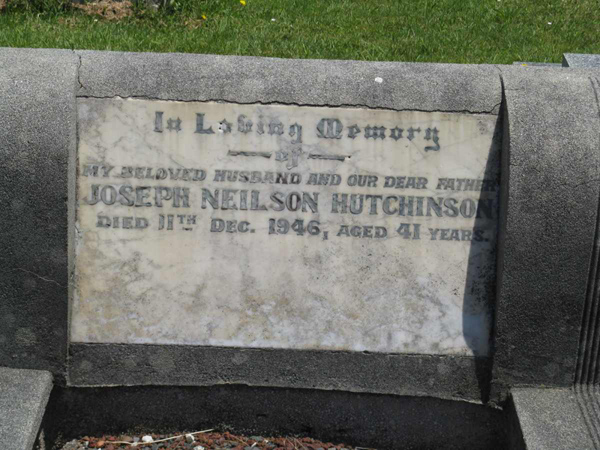 In Loving Memory
of
MY BELOVED HUSBAND AND OUR DEAR FATHER
JOSEPH NEILSON HUTCHINSON
DIED 11TH DEC. 1946, AGED 41 YEARS.